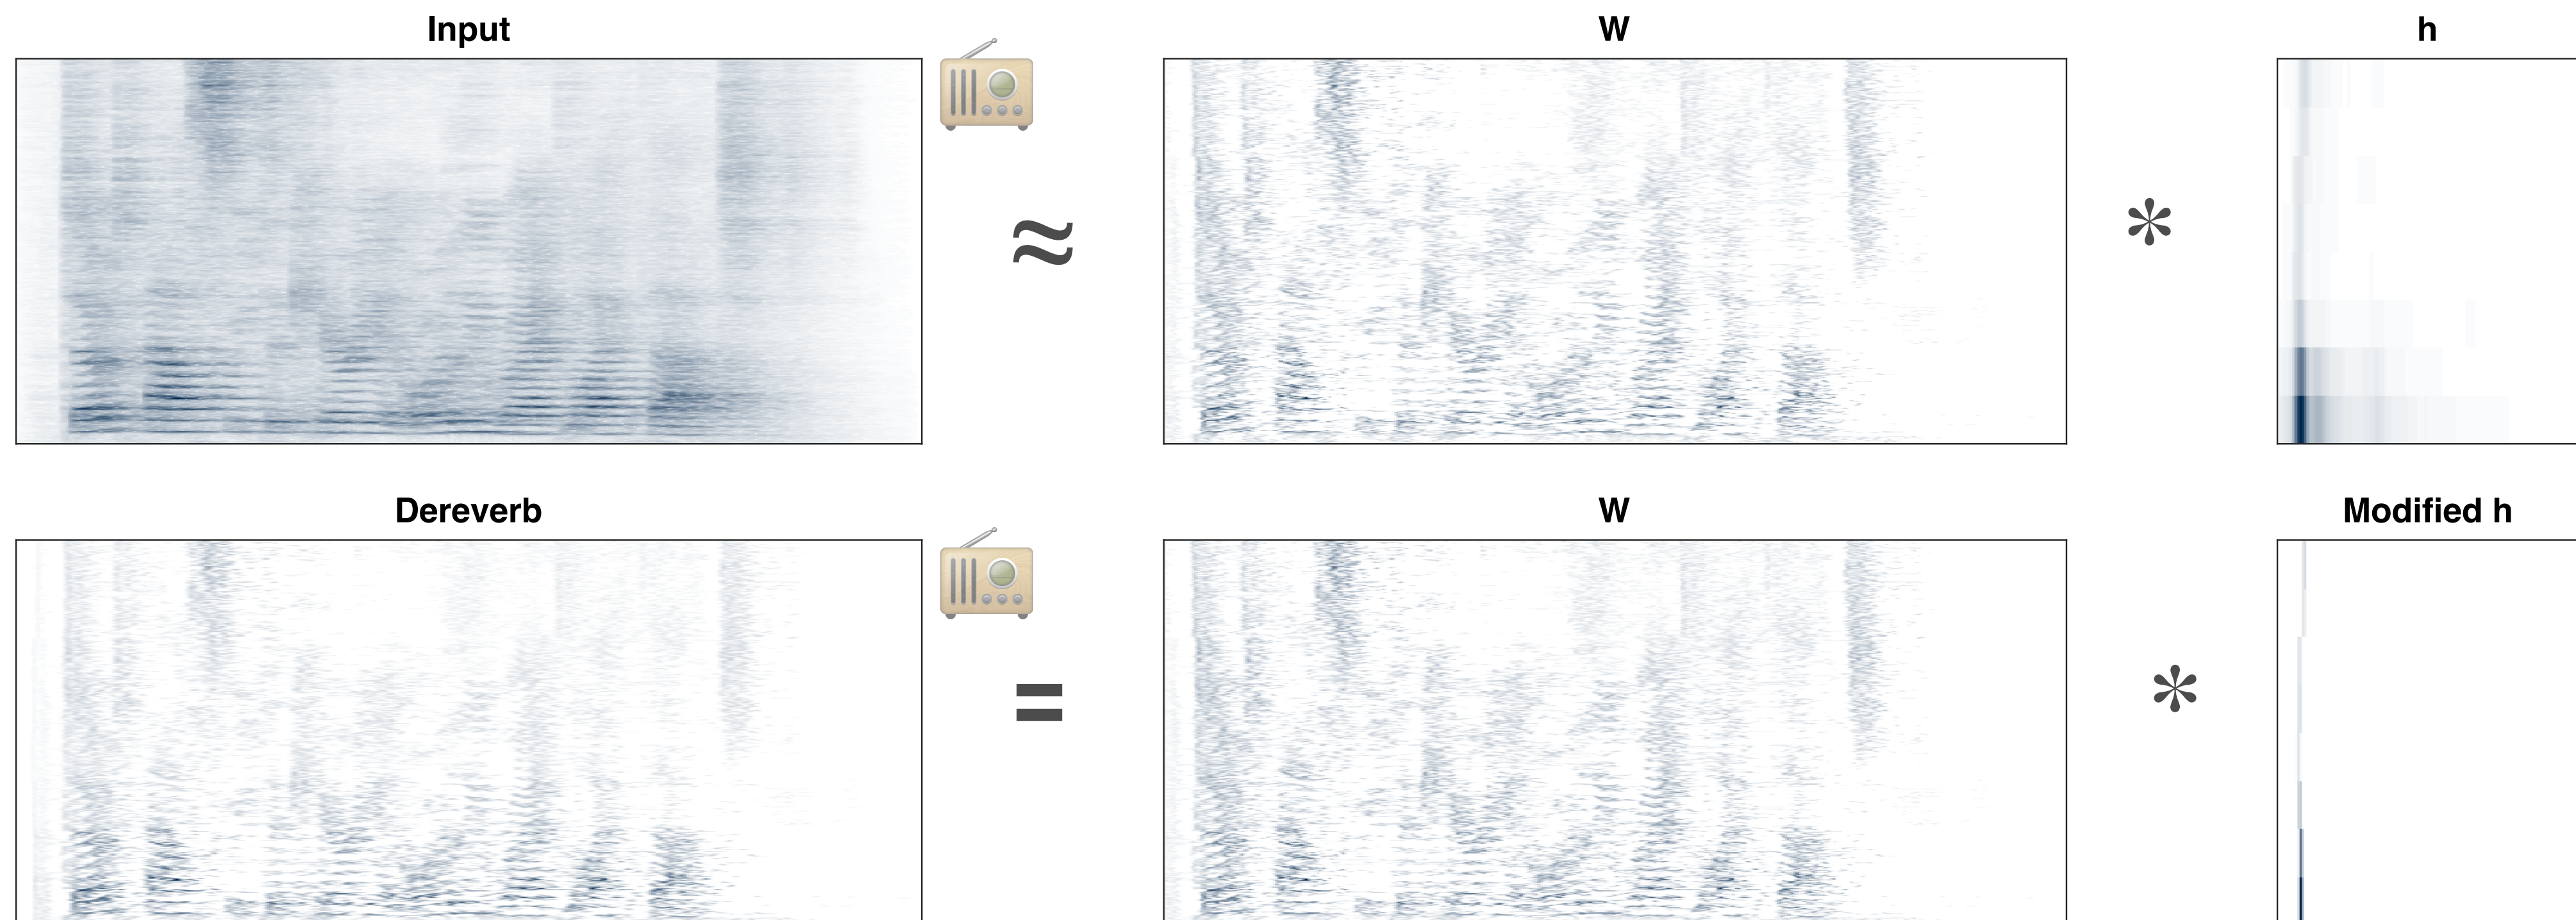 Input
W
h
≈
*
Dereverb
W
Modified h
=
*